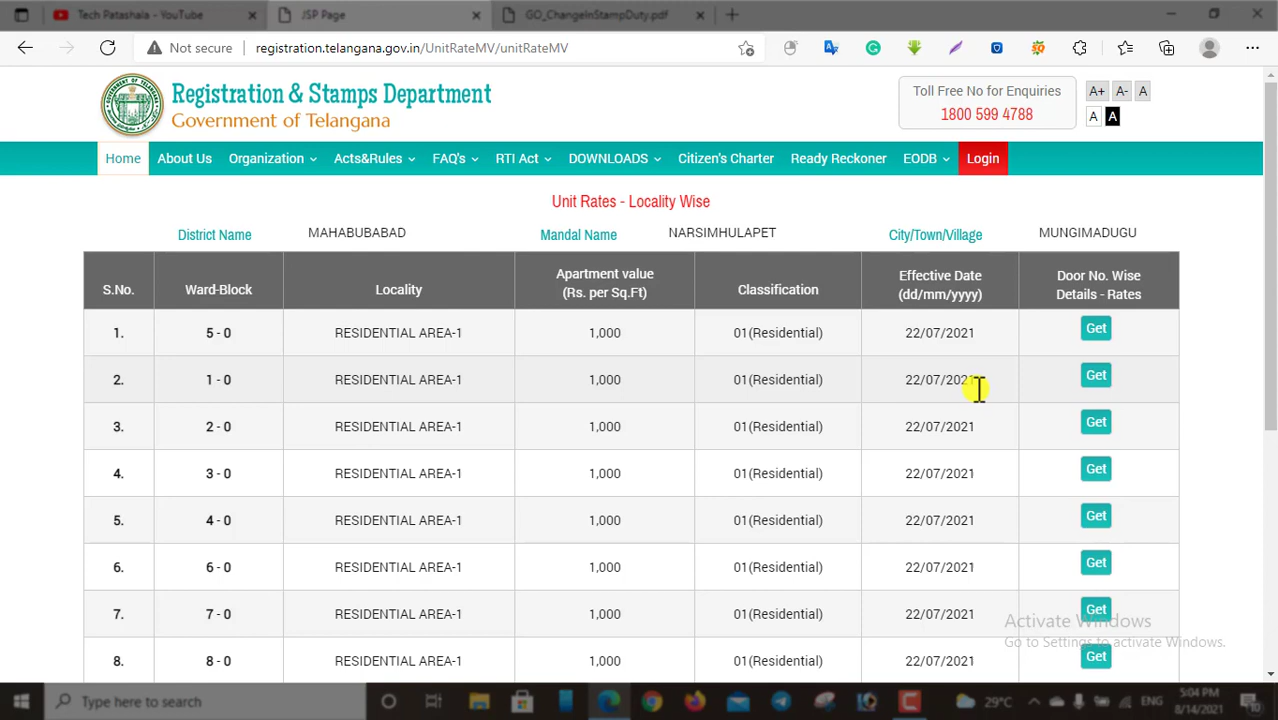 Tech Patashala - YouTube
JSP Page
GO_ChangeInStampDuty.pdf
Not secure
registration.telangana.gov.in/UnitRateMV/unitRateMV
Registration & Stamps Department
Government of Telangana
Toll Free No for Enquiries
1800 599 4788
A+ A- A
A A
Home About Us Organization Acts&Rules FAQ's RTI Act DOWNLOADS Citizen's Charter Ready Reckoner EODB Login
Unit Rates - Locality Wise
District Name MAHABUBABAD Mandal Name NARSIMHULAPET City/Town/Village MUNGIMADUGU
S.No. Ward-Block Locality Apartment value (Rs. per Sq.Ft) Classification Effective Date (dd/mm/yyyy) Door No. Wise Details - Rates
1. 5 - 0 RESIDENTIAL AREA-1 1,000 01(Residential) 22/07/2021 Get
2. 1 - 0 RESIDENTIAL AREA-1 1,000 01(Residential) 22/07/2021 Get
3. 2 - 0 RESIDENTIAL AREA-1 1,000 01(Residential) 22/07/2021 Get
4. 3 - 0 RESIDENTIAL AREA-1 1,000 01(Residential) 22/07/2021 Get
5. 4 - 0 RESIDENTIAL AREA-1 1,000 01(Residential) 22/07/2021 Get
6. 6 - 0 RESIDENTIAL AREA-1 1,000 01(Residential) 22/07/2021 Get
7. 7 - 0 RESIDENTIAL AREA-1 1,000 01(Residential) 22/07/2021 Get
8. 8 - 0 RESIDENTIAL AREA-1 1,000 01(Residential) 22/07/2021 Get
Activate Windows
Go to Settings to activate Windows.
Type here to search
29°C
ENG
5:04 PM
8/14/2021